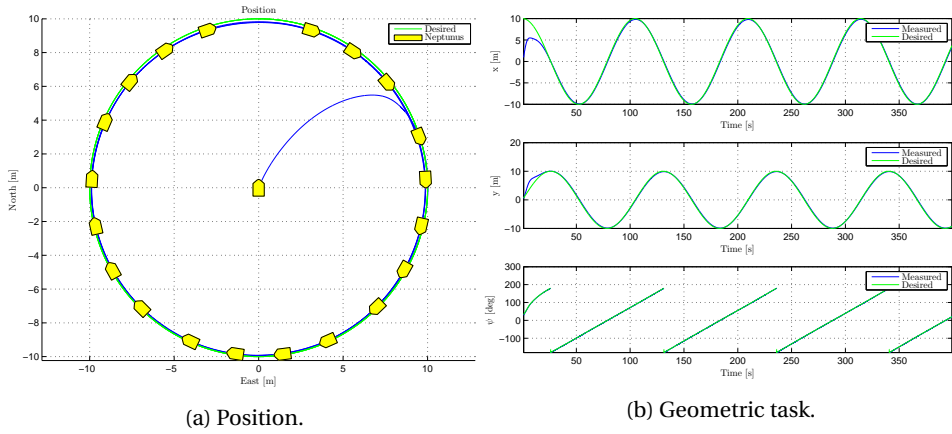 Position
Desired
Neptunus
10
8
6
4
2
0
−2
−4
−6
−8
−10
North [m]
−10
−5
0
5
10
East [m]
(a) Position.
10
5
0
−5
−10
x [m]
Measured
Desired
50
100
150
200
250
300
350
Time [s]
20
10
0
−10
y [m]
Measured
Desired
50
100
150
200
250
300
350
Time [s]
300
200
100
0
−100
ψ [deg]
Measured
Desired
50
100
150
200
250
300
350
Time [s]
(b) Geometric task.